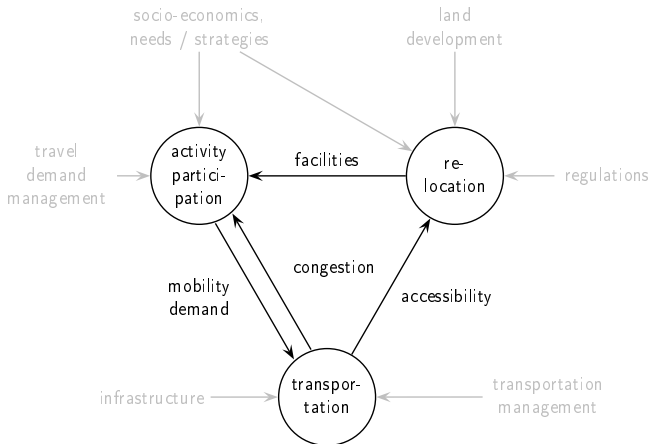 socio-economics,
needs / strategies
land
development
travel
demand
management
activity
partici-
pation
facilities
re-
location
regulations
mobility
demand
congestion
accessibility
infrastructure
transpor-
tation
transportation
management